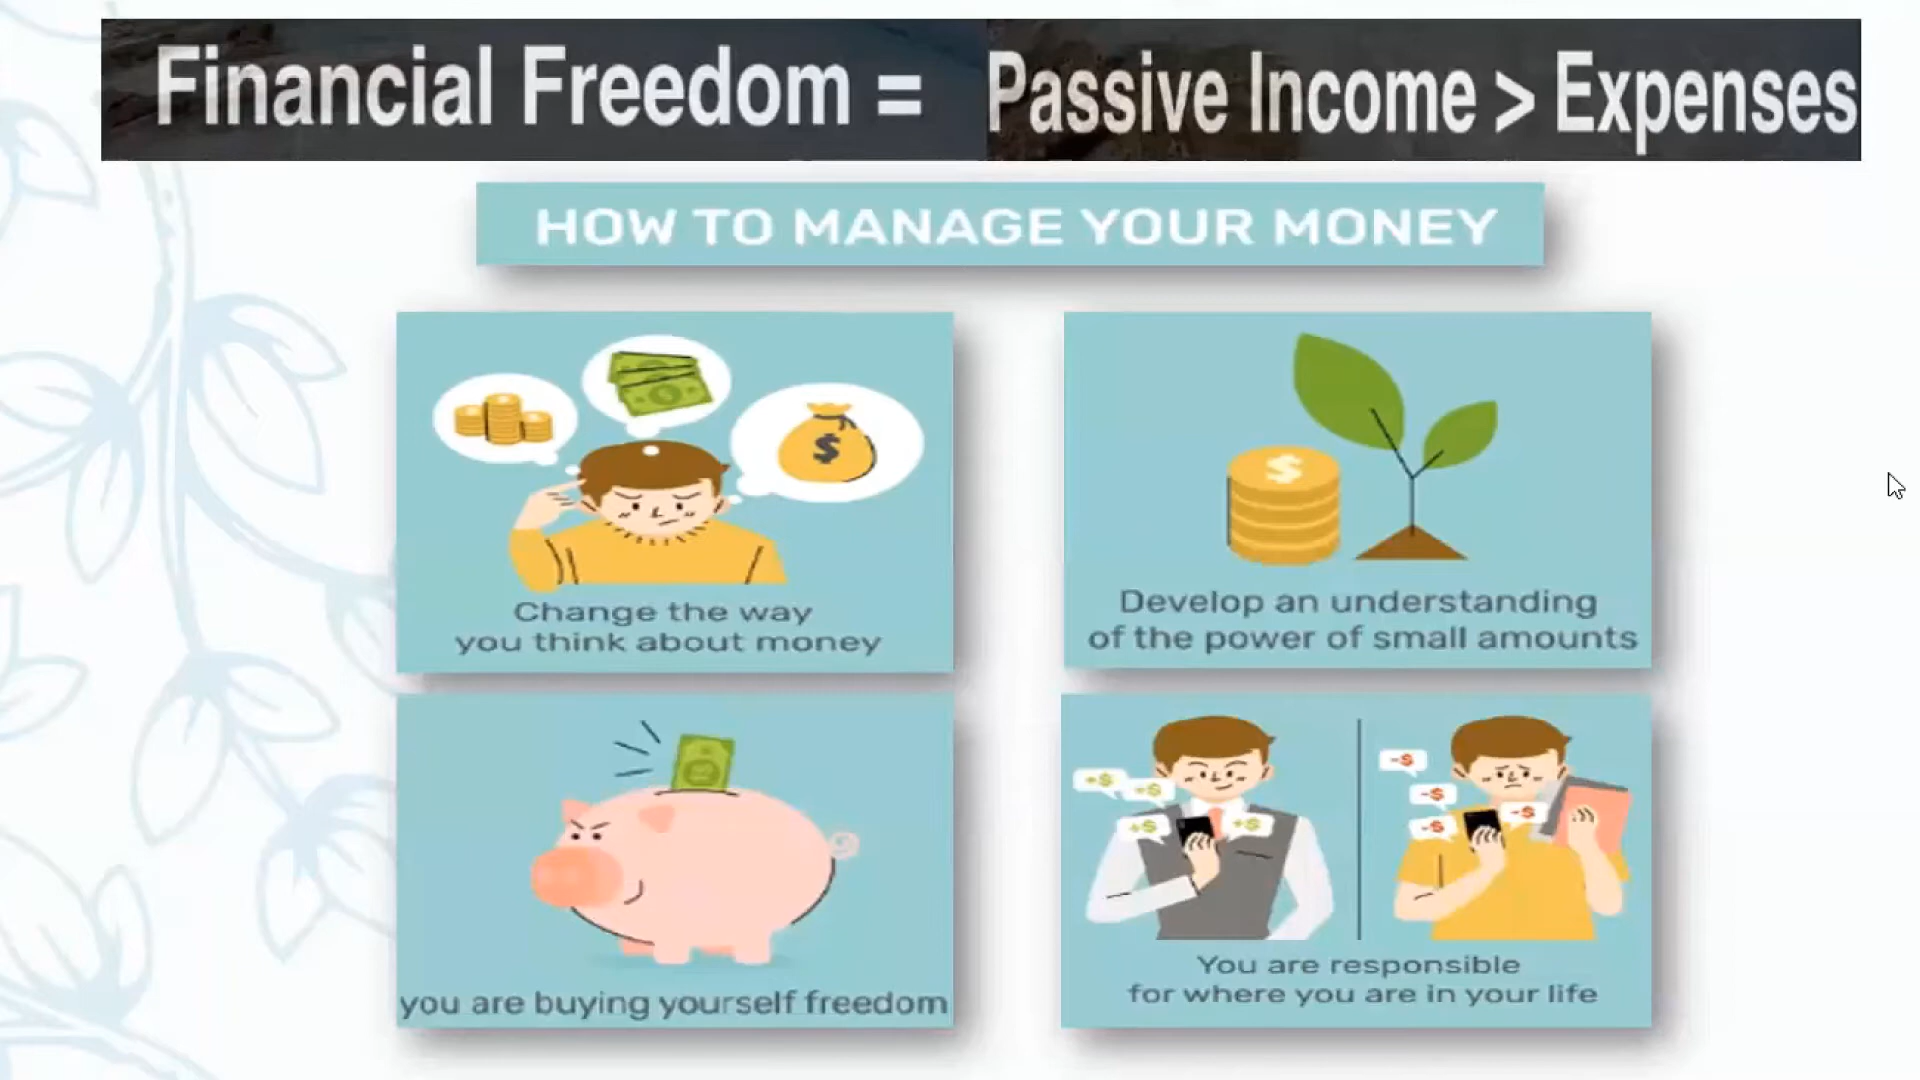 Financial Freedom = Passive Income > Expenses
HOW TO MANAGE YOUR MONEY
$
Change the way
you think about money
$
Develop an understanding
of the power of small amounts
you are buying yourself freedom
+$
+$
+$
+$
-$
-$
-$
-$
You are responsible
for where you are in your life